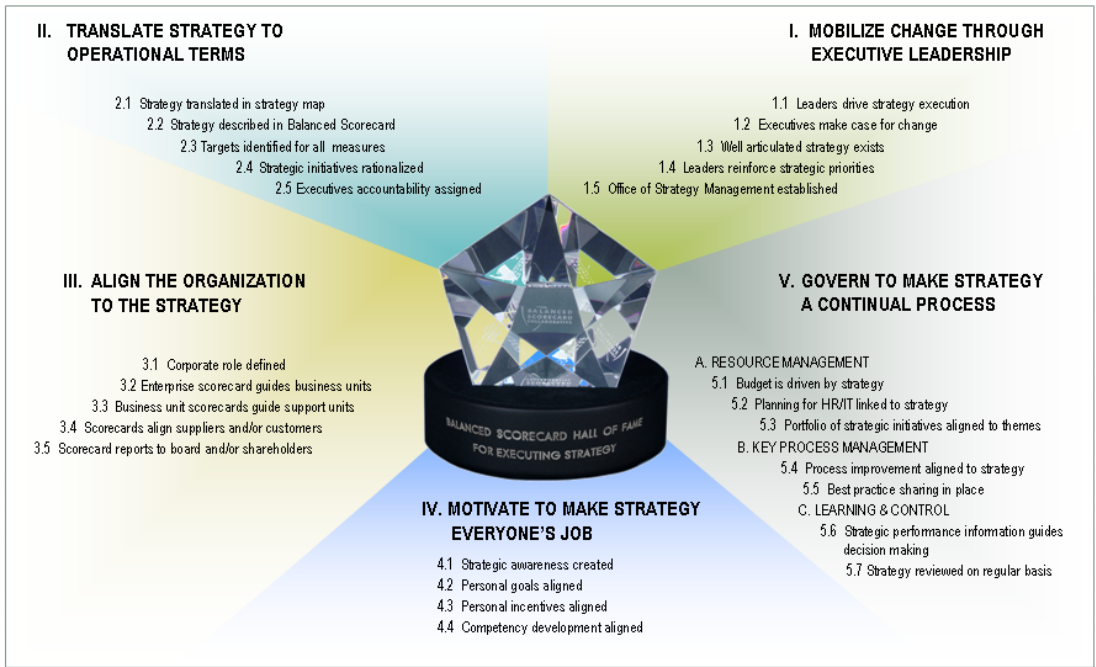 II. TRANSLATE STRATEGY TO
OPERATIONAL TERMS
2.1 Strategy translated in strategy map
2.2 Strategy described in Balanced Scorecard
2.3 Targets identified for all measures
2.4 Strategic initiatives rationalized
2.5 Executives accountability assigned
I. MOBILIZE CHANGE THROUGH
EXECUTIVE LEADERSHIP
1.1 Leaders drive strategy execution
1.2 Executives make case for change
1.3 Well articulated strategy exists
1.4 Leaders reinforce strategic priorities
1.5 Office of Strategy Management established
III. ALIGN THE ORGANIZATION
TO THE STRATEGY
3.1 Corporate role defined
3.2 Enterprise scorecard guides business units
3.3 Business unit scorecards guide support units
3.4 Scorecards align suppliers and/or customers
3.5 Scorecard reports to board and/or shareholders
BALANCED
SCORECARD
COLLABORATIVE
BALANCED SCORECARD HALL OF FAME
FOR EXECUTING STRATEGY
V. GOVERN TO MAKE STRATEGY
A CONTINUAL PROCESS
A. RESOURCE MANAGEMENT
5.1 Budget is driven by strategy
5.2 Planning for HR/IT linked to strategy
5.3 Portfolio of strategic initiatives aligned to themes
B. KEY PROCESS MANAGEMENT
5.4 Process improvement aligned to strategy
5.5 Best practice sharing in place
C. LEARNING & CONTROL
5.6 Strategic performance information guides
decision making
5.7 Strategy reviewed on regular basis
IV. MOTIVATE TO MAKE STRATEGY
EVERYONE'S JOB
4.1 Strategic awareness created
4.2 Personal goals aligned
4.3 Personal incentives aligned
4.4 Competency development aligned